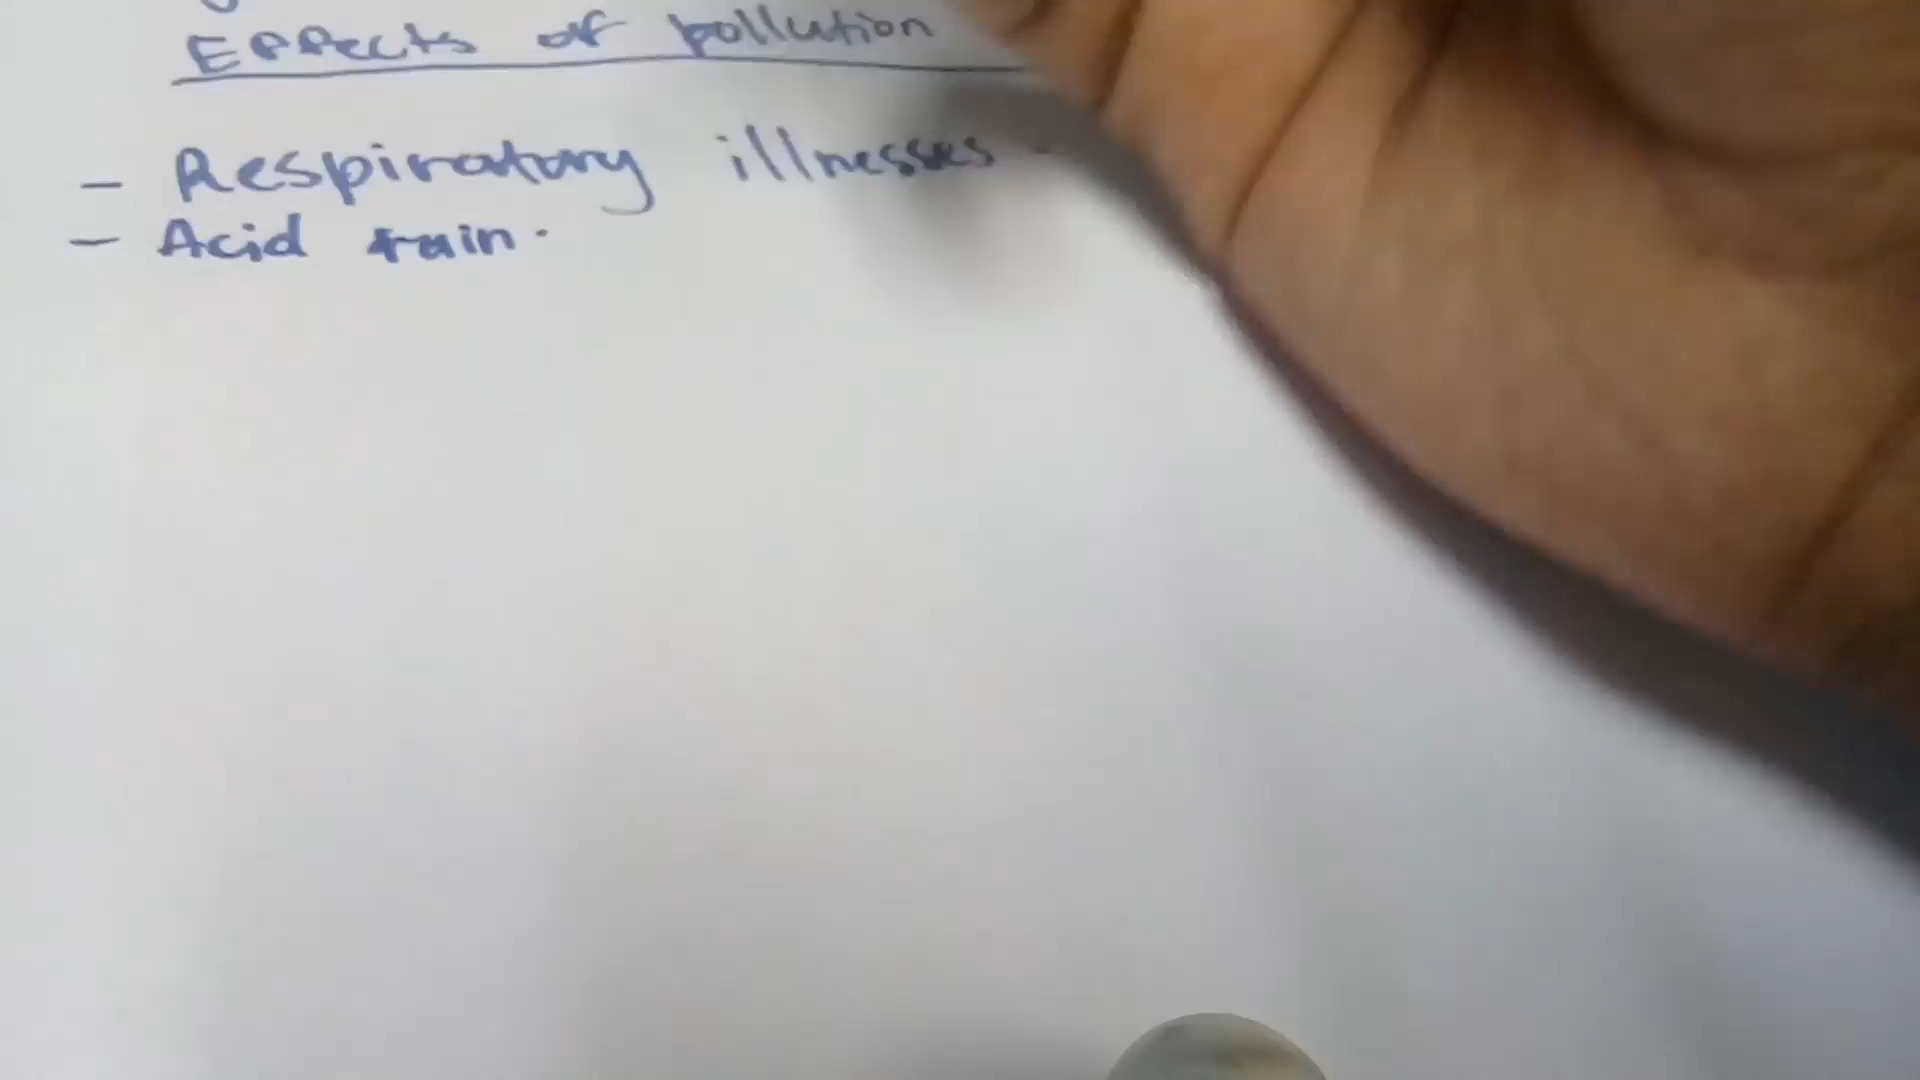 Effects of pollution
- Respiratory illnesses
- Acid rain.